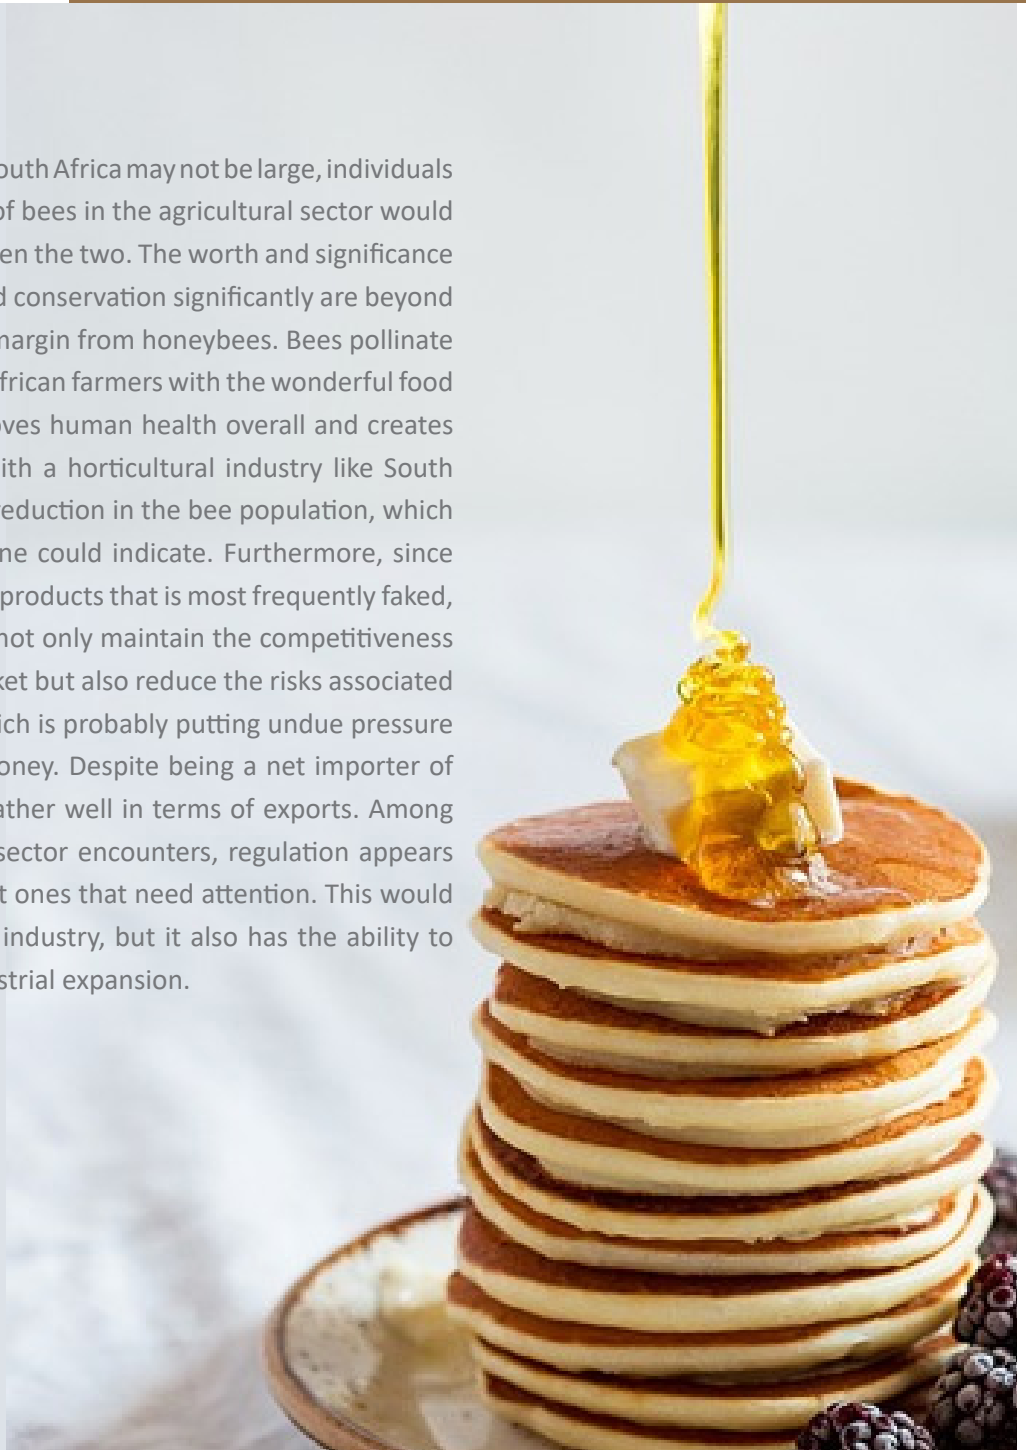 outh Africa may not be large, individuals
of bees in the agricultural sector would
en the two. The worth and significance
d conservation significantly are beyond
margin from honeybees. Bees pollinate
frican farmers with the wonderful food
oves human health overall and creates
ith a horticultural industry like South
reduction in the bee population, which
ne could indicate. Furthermore, since
products that is most frequently faked,
not only maintain the competitiveness
ket but also reduce the risks associated
ich is probably putting undue pressure
oney. Despite being a net importer of
ather well in terms of exports. Among
sector encounters, regulation appears
t ones that need attention. This would
industry, but it also has the ability to
strial expansion.